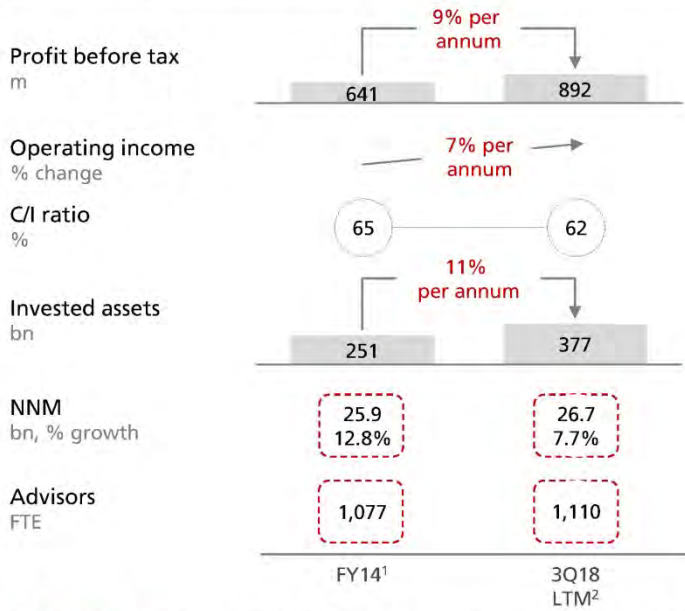 9% per
annum
Profit before tax
m
641
892
Operating income
% change
7% per
annum
C/I ratio
%
65
62
11%
per annum
Invested assets
bn
251
377
NNM
bn, % growth
25.9
12.8%
26.7
7.7%
Advisors
FTE
1,077
1,110
FY14¹
3Q18
LTM²